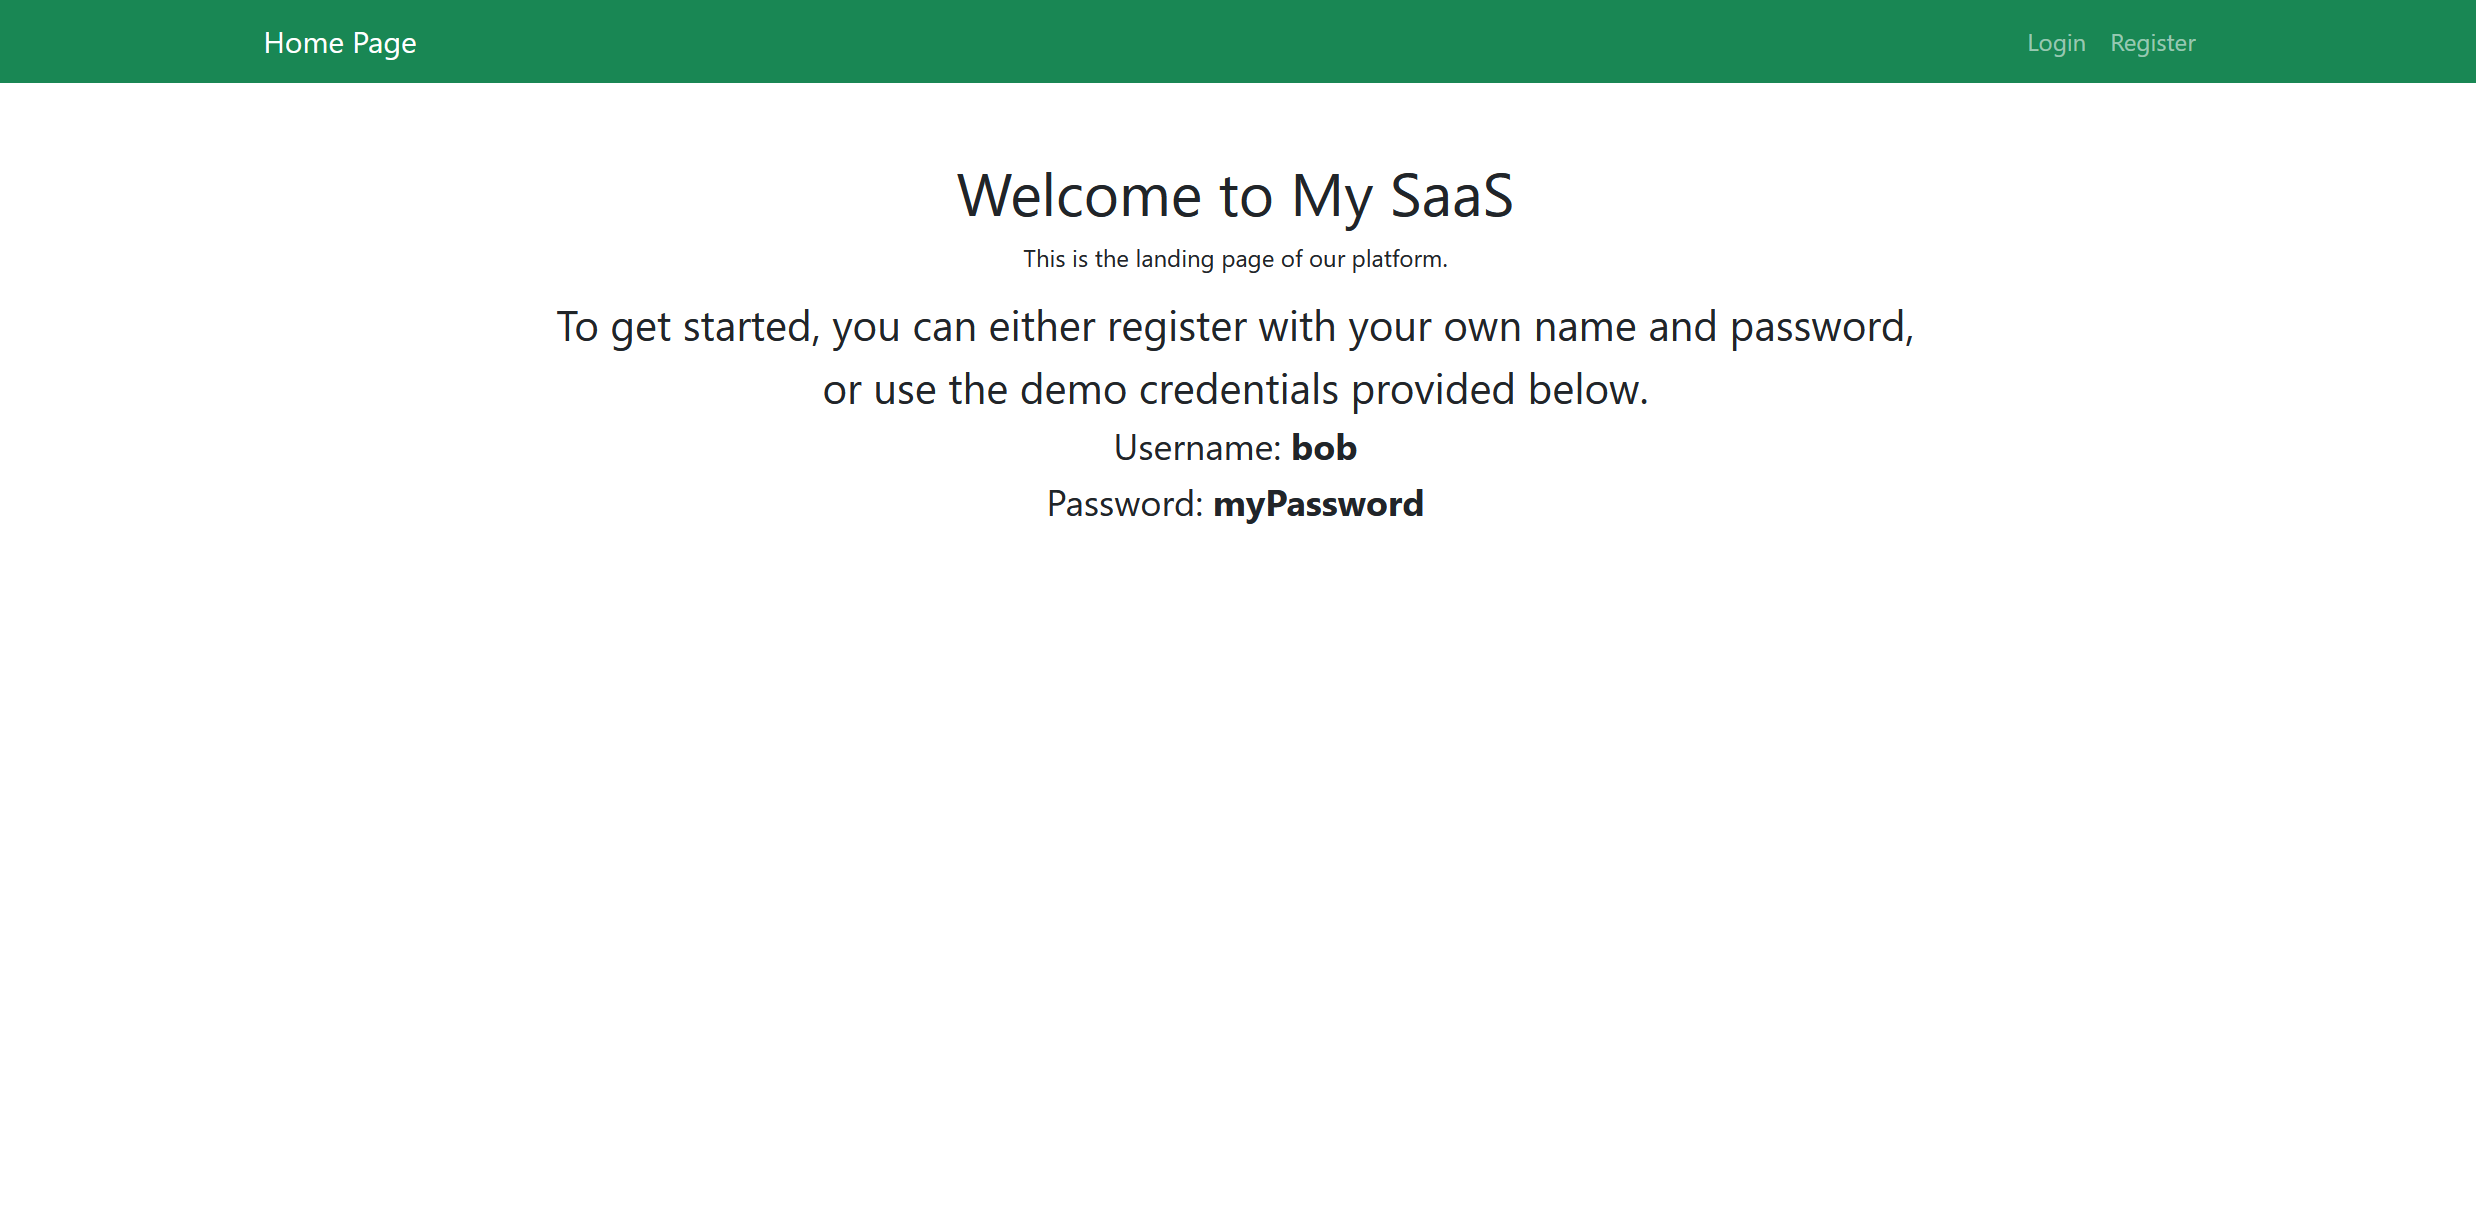 Home Page
Login
Register
Welcome to My SaaS
This is the landing page of our platform.
To get started, you can either register with your own name and password,
or use the demo credentials provided below.
Username: bob
Password: myPassword